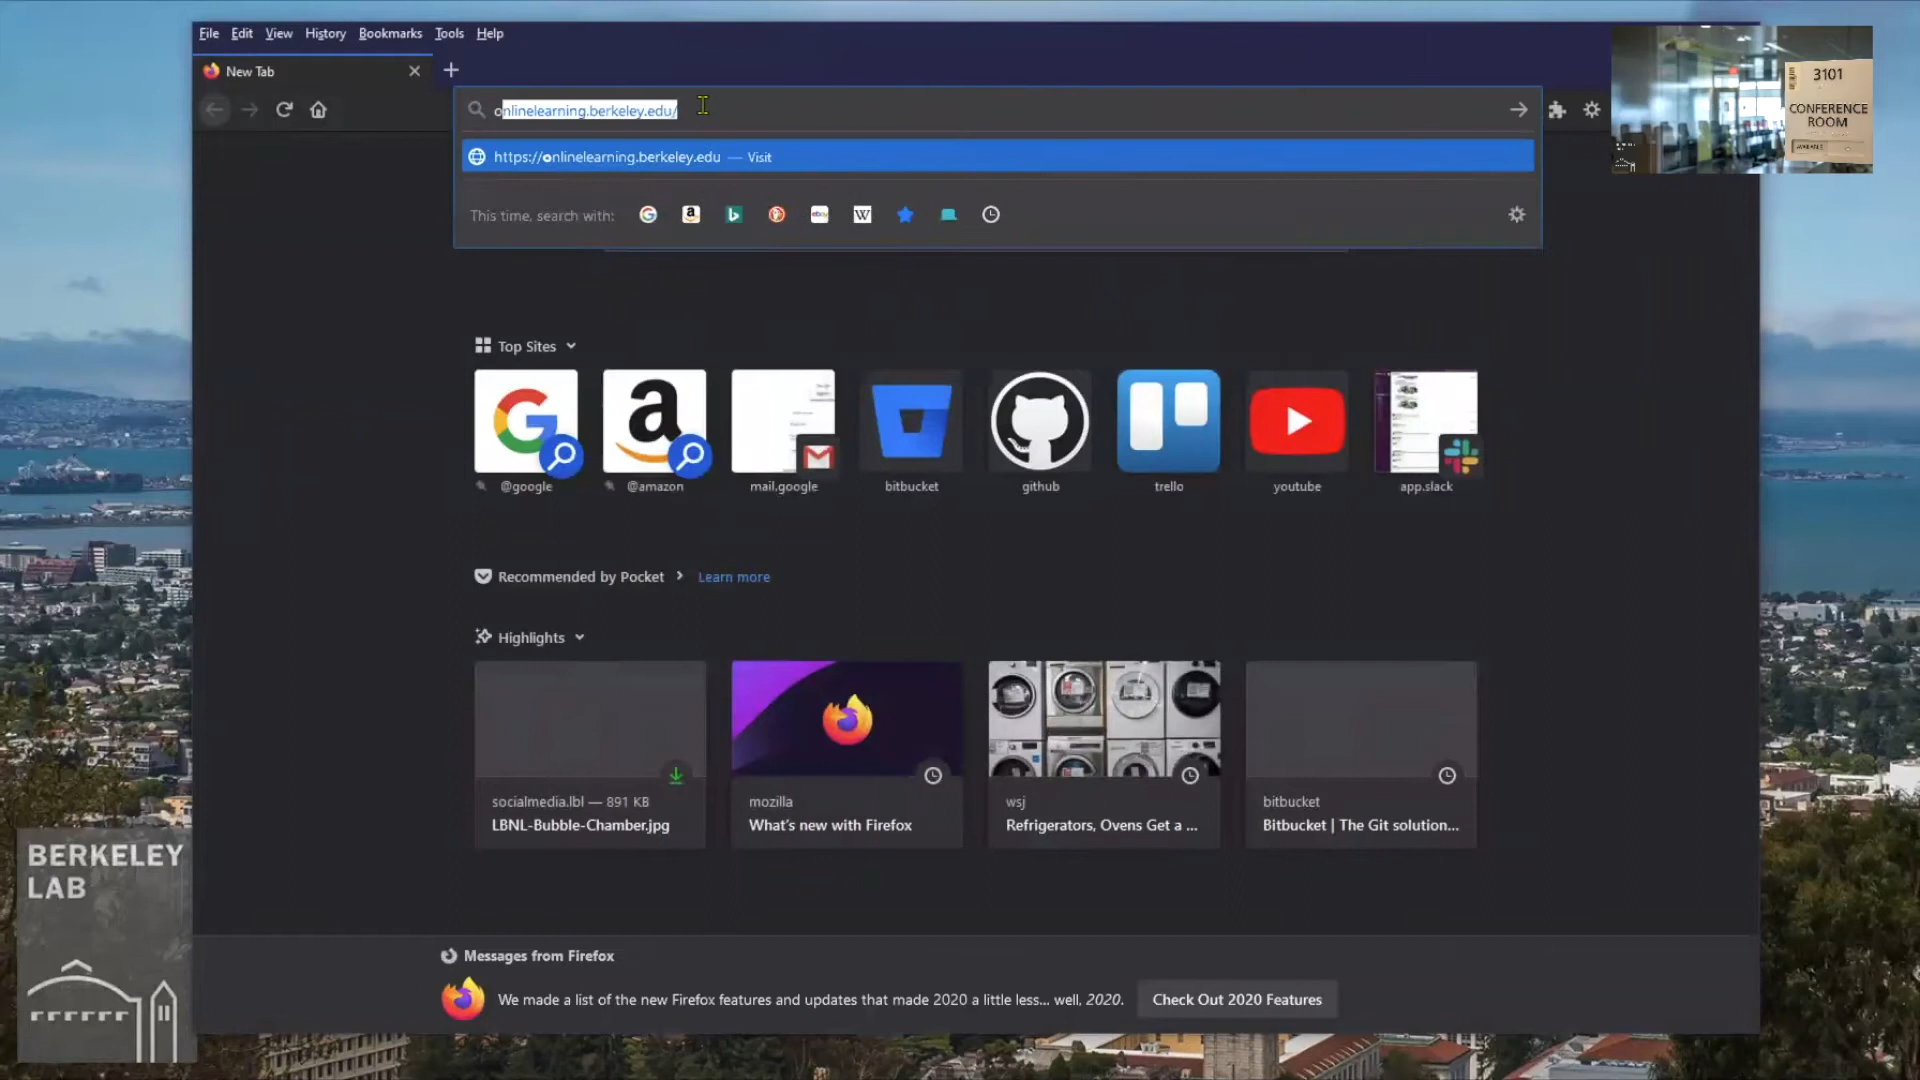 File Edit View History Bookmarks Tools Help
New Tab
onlinelearning.berkeley.edu/
https://onlinelearning.berkeley.edu — Visit
This time, search with:
Top Sites
@google
@amazon
mail.google
bitbucket
github
trello
youtube
app.slack
Recommended by Pocket Learn more
Highlights
socialmedia.lbl — 891 KB
LBNL-Bubble-Chamber.jpg
mozilla
What's new with Firefox
wsj
Refrigerators, Ovens Get a ...
bitbucket
Bitbucket | The Git solution...
Messages from Firefox
We made a list of the new Firefox features and updates that made 2020 a little less... well, 2020.
Check Out 2020 Features
3101
CONFERENCE
ROOM
AVAILABLE
BERKELEY
LAB